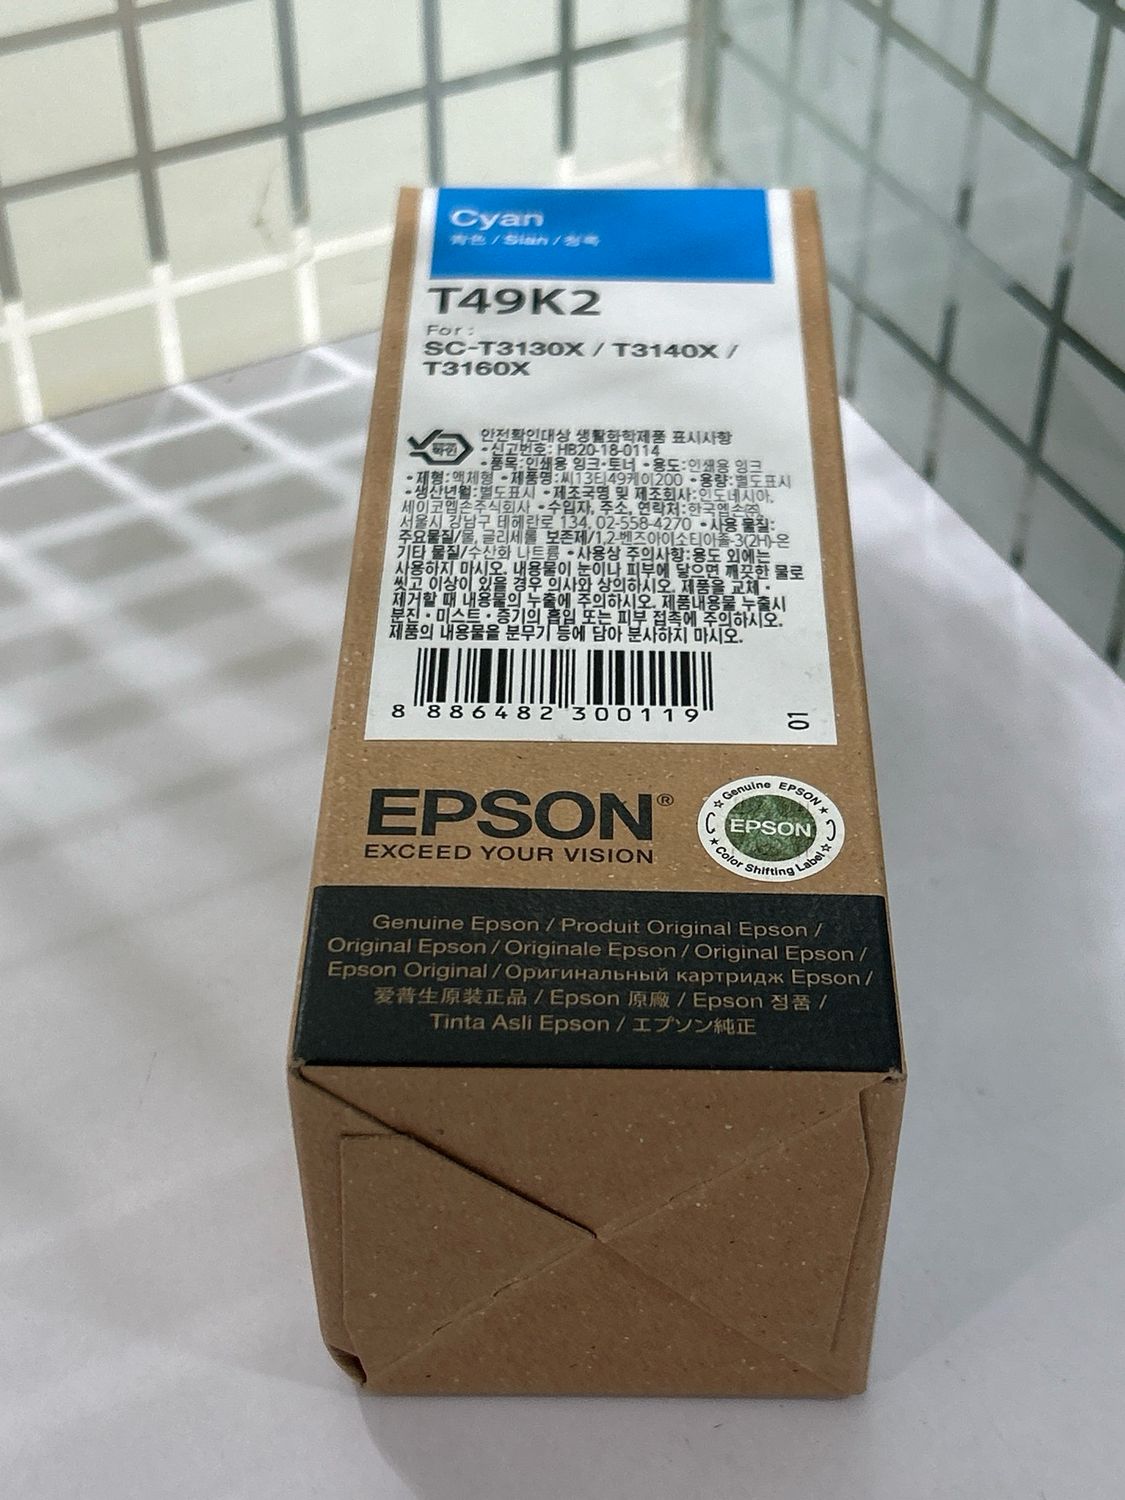 Cyan
青色 / Sian / 청록
T49K2
For :
SC-T3130X / T3140X /
T3160X
확인
안전확인대상 생활화학제품 표시사항
•신고번호: HB20-18-0114
•품목:인쇄용 잉크•토너 •용도:인쇄용 잉크
•제형:액체형 •제품명:씨13티49케이200 •용량:별도표시
•생산년월:별도표시 •제조국명 및 제조회사:인도네시아,
세이코엡손주식회사 •수입자, 주소, 연락처:한국엡손㈜,
서울시 강남구 테헤란로 134, 02-558-4270 •사용 물질:
주요물질/물, 글리세롤 보존제/1,2-벤즈아이소티아졸-3(2H)-온
기타 물질/수산화 나트륨 •사용상 주의사항:용도 외에는
사용하지 마시오. 내용물이 눈이나 피부에 닿으면 깨끗한 물로
씻고 이상이 있을 경우 의사와 상의하시오. 제품을 교체 •
제거할 때 내용물의 누출에 주의하시오. 제품내용물 누출시
분진 • 미스트 • 증기의 흡입 또는 피부 접촉에 주의하시오.
제품의 내용물을 분무기 등에 담아 분사하지 마시오.
8 886482 300119
01
EPSON®
EXCEED YOUR VISION
☆ Genuine EPSON ★
EPSON
★ Color Shifting Label ☆
Genuine Epson / Produit Original Epson /
Original Epson / Originale Epson / Original Epson /
Epson Original / Оригинальный картридж Epson /
爱普生原装正品 / Epson 原廠 / Epson 정품 /
Tinta Asli Epson / エプソン純正